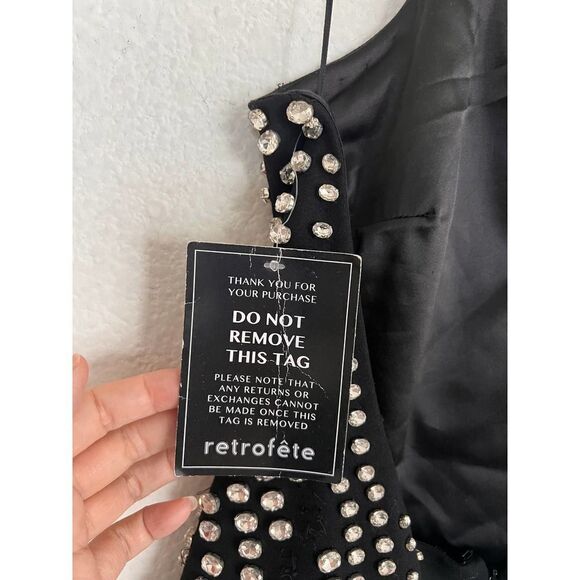 THANK YOU FOR
YOUR PURCHASE
DO NOT
REMOVE
THIS TAG
PLEASE NOTE THAT
ANY RETURNS OR
EXCHANGES CANNOT
BE MADE ONCE THIS
TAG IS REMOVED
retrofête